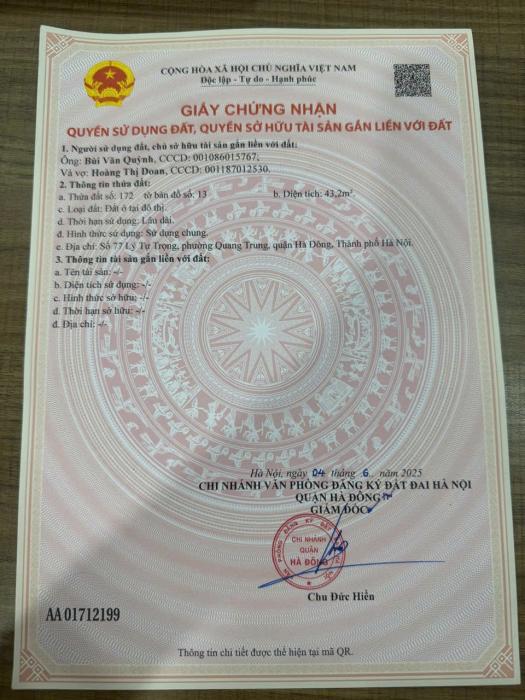 CỘNG HÒA XÃ HỘI CHỦ NGHĨA VIỆT NAM
Độc lập - Tự do - Hạnh phúc
GIẤY CHỨNG NHẬN
QUYỀN SỬ DỤNG ĐẤT, QUYỀN SỞ HỮU TÀI SẢN GẮN LIỀN VỚI ĐẤT
1. Người sử dụng đất, chủ sở hữu tài sản gắn liền với đất:
Ông: Bùi Văn Quỳnh, CCCD: 001086015767,
Và vợ: Hoàng Thị Đoan, CCCD: 001187012530.
2. Thông tin thửa đất:
a. Thửa đất số: 172 tờ bản đồ số: 13 b. Diện tích: 43,2m².
c. Loại đất: Đất ở tại đô thị.
d. Thời hạn sử dụng: Lâu dài.
đ. Hình thức sử dụng: Sử dụng chung.
e. Địa chỉ: Số 77 Lý Tự Trọng, phường Quang Trung, quận Hà Đông, Thành phố Hà Nội.
3. Thông tin tài sản gắn liền với đất:
a. Tên tài sản: -/-
b. Diện tích sử dụng: -/-
c. Hình thức sở hữu: -/-
d. Thời hạn sở hữu: -/-
đ. Địa chỉ: -/-
Hà Nội, ngày 04 tháng 6 năm 2025
CHI NHÁNH VĂN PHÒNG ĐĂNG KÝ ĐẤT ĐAI HÀ NỘI
QUẬN HÀ ĐÔNG
GIÁM ĐỐC
CHI NHÁNH
QUẬN
HÀ ĐÔNG
Chu Đức Hiền
AA 01712199
Thông tin chi tiết được thể hiện tại mã QR.